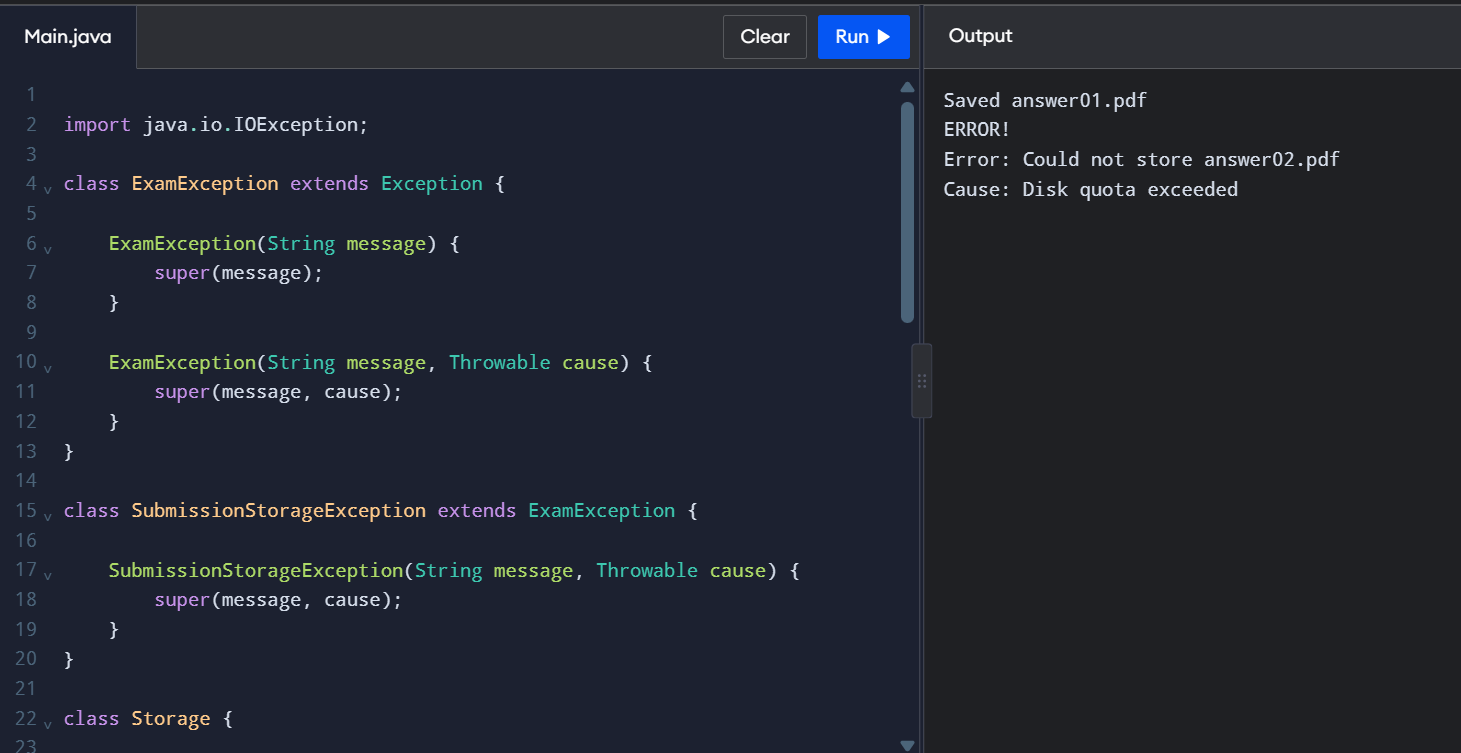 Main.java
Clear
Run
Output
1
2 import java.io.IOException;
3
4 class ExamException extends Exception {
5
6 ExamException(String message) {
7 super(message);
8 }
9
10 ExamException(String message, Throwable cause) {
11 super(message, cause);
12 }
13 }
14
15 class SubmissionStorageException extends ExamException {
16
17 SubmissionStorageException(String message, Throwable cause) {
18 super(message, cause);
19 }
20 }
21
22 class Storage {
23
Saved answer01.pdf
ERROR!
Error: Could not store answer02.pdf
Cause: Disk quota exceeded